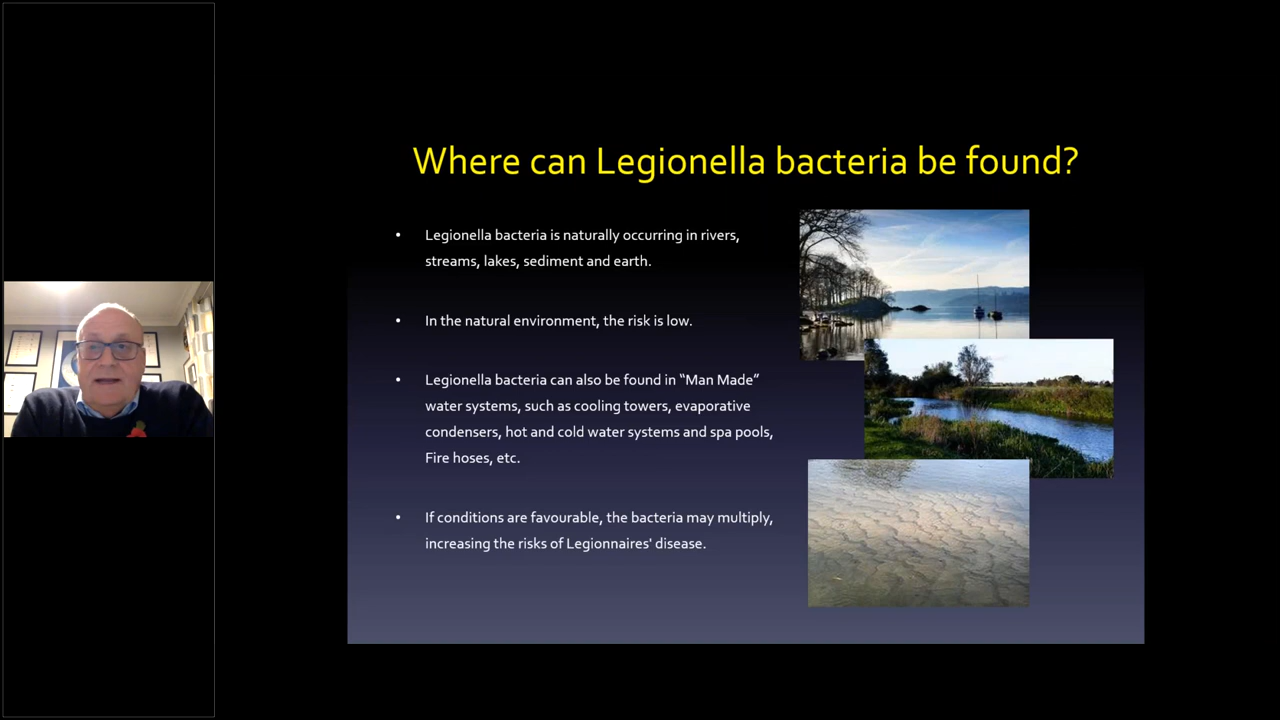 Where can Legionella bacteria be found?
• Legionella bacteria is naturally occurring in rivers,
streams, lakes, sediment and earth.
• In the natural environment, the risk is low.
• Legionella bacteria can also be found in “Man Made”
water systems, such as cooling towers, evaporative
condensers, hot and cold water systems and spa pools,
Fire hoses, etc.
• If conditions are favourable, the bacteria may multiply,
increasing the risks of Legionnaires' disease.